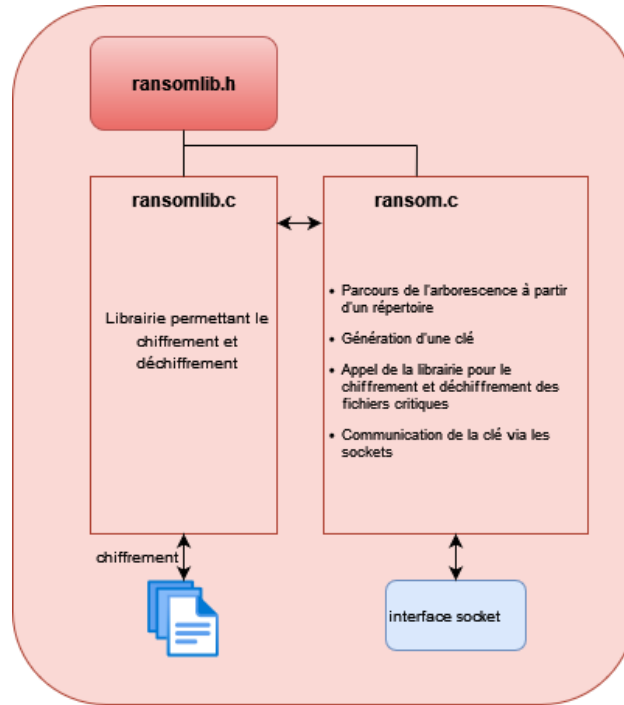 ransomlib.h
ransomlib.c
Librairie permettant le
chiffrement et
déchiffrement
ransom.c
• Parcours de l'arborescence à partir
d'un répertoire
• Génération d'une clé
• Appel de la librairie pour le
chiffrement et déchiffrement des
fichiers critiques
• Communication de la clé via les
sockets
chiffrement
interface socket